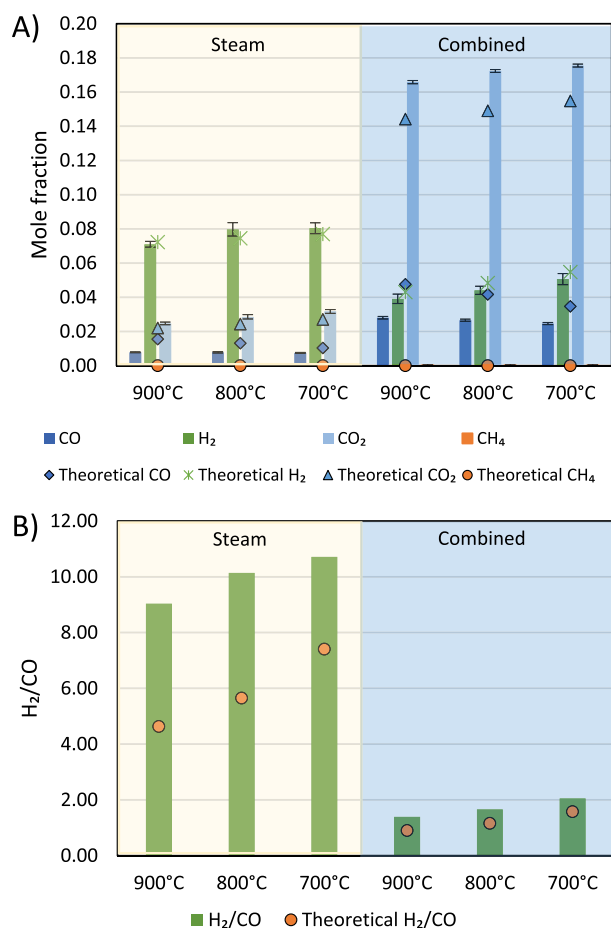 A)
0.20
0.18
0.16
0.14
0.12
0.10
0.08
0.06
0.04
0.02
0.00
Mole fraction
Steam Combined
900°C 800°C 700°C 900°C 800°C 700°C
CO H₂ CO₂ CH₄
Theoretical CO Theoretical H₂ Theoretical CO₂ Theoretical CH₄
B)
12.00
10.00
8.00
6.00
4.00
2.00
0.00
H₂/CO
Steam Combined
900°C 800°C 700°C 900°C 800°C 700°C
H₂/CO Theoretical H₂/CO